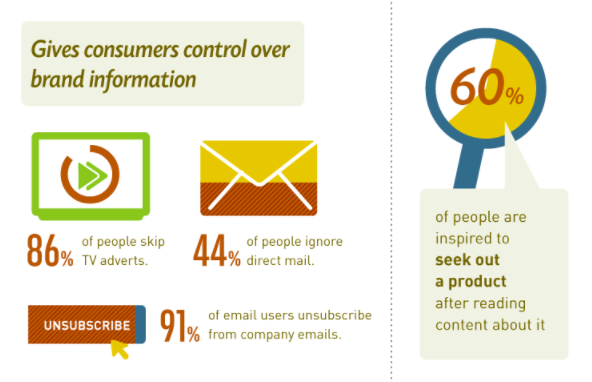 Gives consumers control over
brand information
86% of people skip
TV adverts.
44% of people ignore
direct mail.
UNSUBSCRIBE
91% of email users unsubscribe
from company emails.
60%
of people are
inspired to
seek out
a product
after reading
content about it